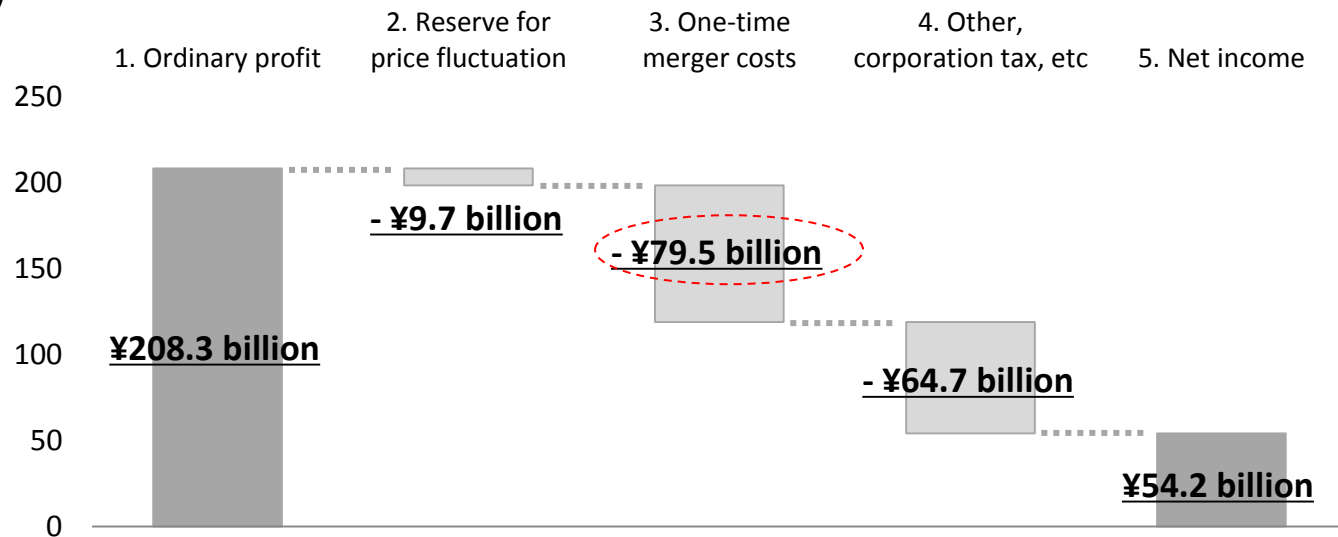 1. Ordinary profit
2. Reserve for
price fluctuation
3. One-time
merger costs
4. Other,
corporation tax, etc
5. Net income
250
200
150
100
50
0
¥208.3 billion
- ¥9.7 billion
- ¥79.5 billion
- ¥64.7 billion
¥54.2 billion